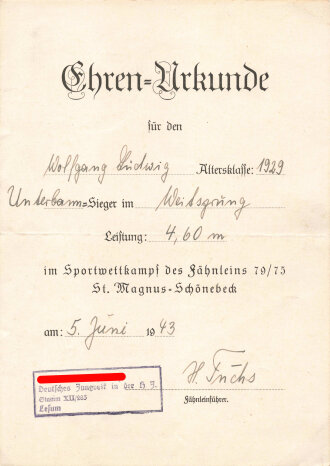 Ehren-Urkunde
für den
Wolfgang Ludwig Altersklasse: 1929
Unterbann=Sieger im Weitsprung
Leistung: 4,60 m
im Sportwettkampf des Fähnleins 79/75
St. Magnus-Schönebeck
am: 5. Juni 1943
Deutsches Jungvolk in der H J.
Stamm XII/285
Lesum
H. Fuchs
Fähnleinführer.